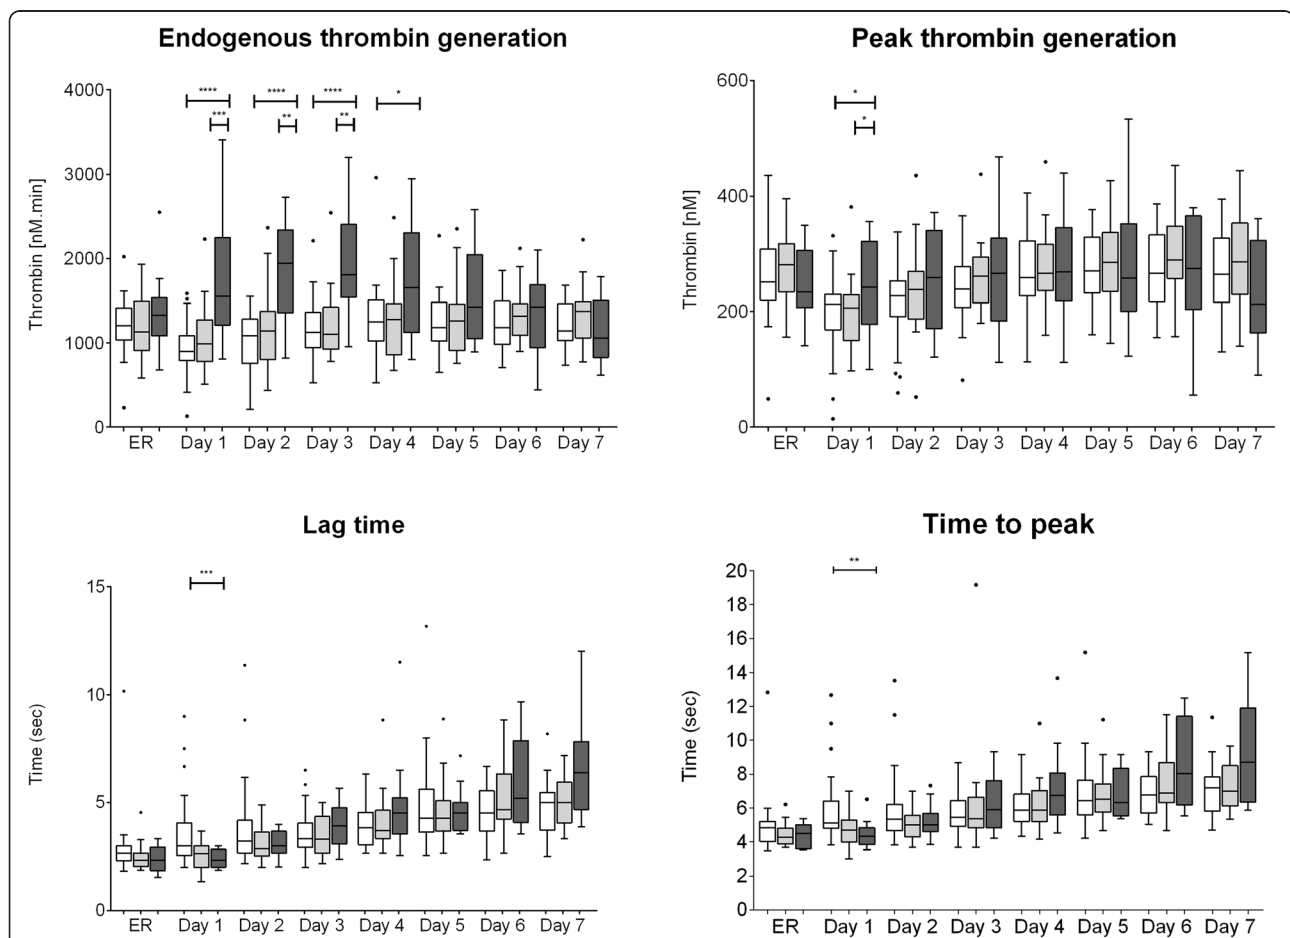 Endogenous thrombin generation
Thrombin [nM.min]
4000
3000
2000
1000
0
**** **** **** *
*** ** **
ER Day 1 Day 2 Day 3 Day 4 Day 5 Day 6 Day 7
Peak thrombin generation
Thrombin [nM]
600
400
200
0
*
*
ER Day 1 Day 2 Day 3 Day 4 Day 5 Day 6 Day 7
Lag time
Time (sec)
15
10
5
0
***
ER Day 1 Day 2 Day 3 Day 4 Day 5 Day 6 Day 7
Time to peak
Time (sec)
20
18
16
14
12
10
8
6
4
2
0
**
ER Day 1 Day 2 Day 3 Day 4 Day 5 Day 6 Day 7